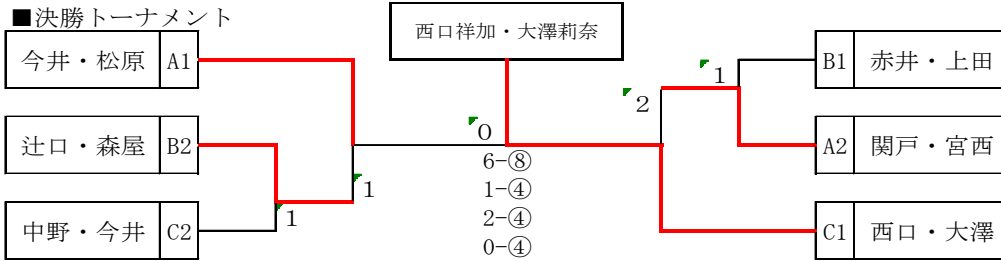 ■決勝トーナメント
西口祥加・大澤莉奈
今井・松原 A1
B1 赤井・上田
1
2
0
辻口・森屋 B2
A2 関戸・宮西
6-⑧
1-④
2-④
0-④
1
1
中野・今井 C2
C1 西口・大澤